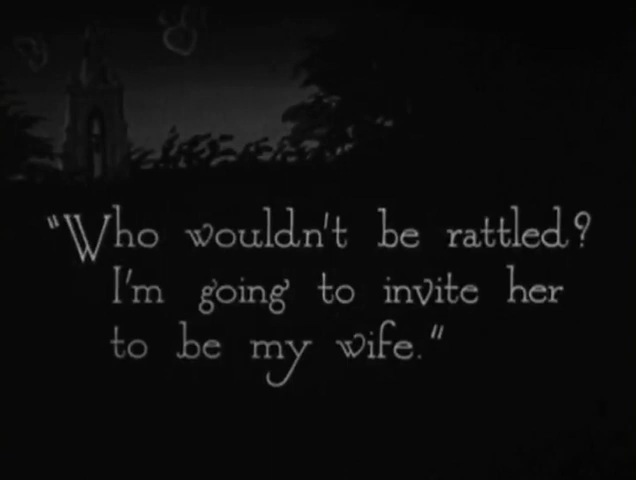 "Who wouldn't be rattled?
I'm going to invite her
to be my wife."